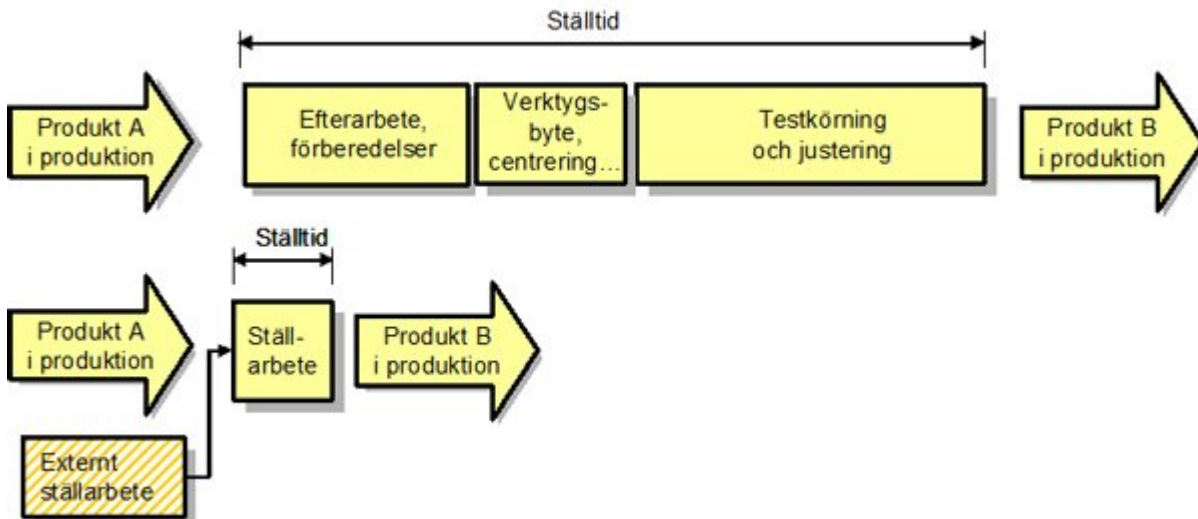 Ställtid
Produkt A
i produktion
Efterarbete,
förberedelser
Verktygs-
byte,
centrering...
Testkörning
och justering
Produkt B
i produktion
Ställtid
Produkt A
i produktion
Ställ-
arbete
Produkt B
i produktion
Externt
ställarbete